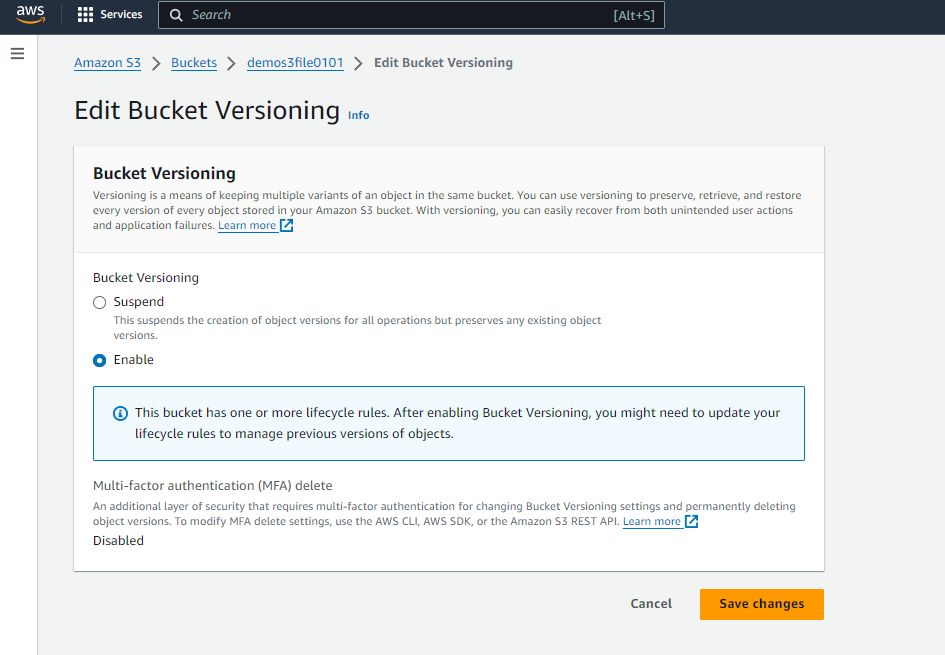 aws Services Search [Alt+S]
Amazon S3 > Buckets > demos3file0101 > Edit Bucket Versioning
Edit Bucket Versioning Info
Bucket Versioning
Versioning is a means of keeping multiple variants of an object in the same bucket. You can use versioning to preserve, retrieve, and restore
every version of every object stored in your Amazon S3 bucket. With versioning, you can easily recover from both unintended user actions
and application failures. Learn more
Bucket Versioning
Suspend
This suspends the creation of object versions for all operations but preserves any existing object
versions.
Enable
This bucket has one or more lifecycle rules. After enabling Bucket Versioning, you might need to update your
lifecycle rules to manage previous versions of objects.
Multi-factor authentication (MFA) delete
An additional layer of security that requires multi-factor authentication for changing Bucket Versioning settings and permanently deleting
object versions. To modify MFA delete settings, use the AWS CLI, AWS SDK, or the Amazon S3 REST API. Learn more
Disabled
Cancel Save changes